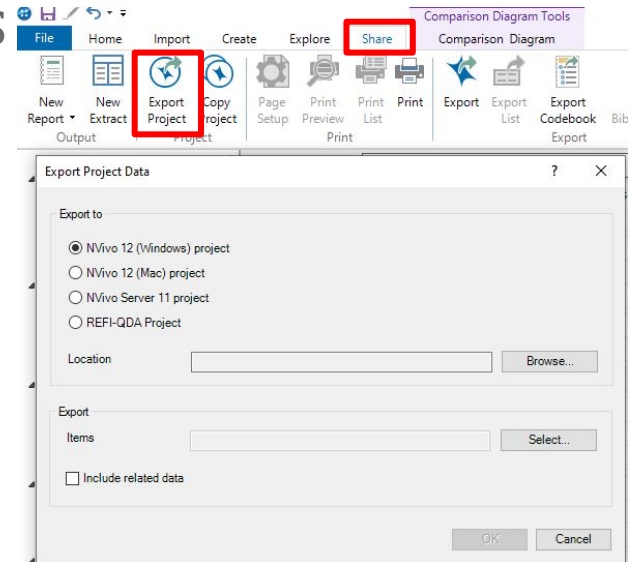 Comparison Diagram Tools
File Home Import Create Explore Share Comparison Diagram
New Report New Extract Export Project Copy Project Page Setup Print Preview Print List Print Export Export List Export Codebook Bib
Output Project Print Export
Export Project Data ? X
Export to
NVivo 12 (Windows) project
NVivo 12 (Mac) project
NVivo Server 11 project
REFI-QDA Project
Location Browse...
Export
Items Select...
Include related data
OK Cancel